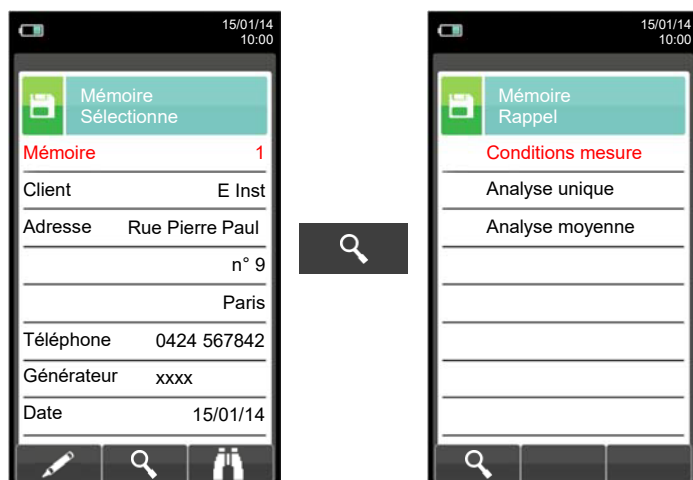 15/01/14
10:00
Mémoire
Sélectionne
Mémoire 1
Client E Inst
Adresse Rue Pierre Paul
n° 9
Paris
Téléphone 0424 567842
Générateur xxxx
Date 15/01/14
15/01/14
10:00
Mémoire
Rappel
Conditions mesure
Analyse unique
Analyse moyenne